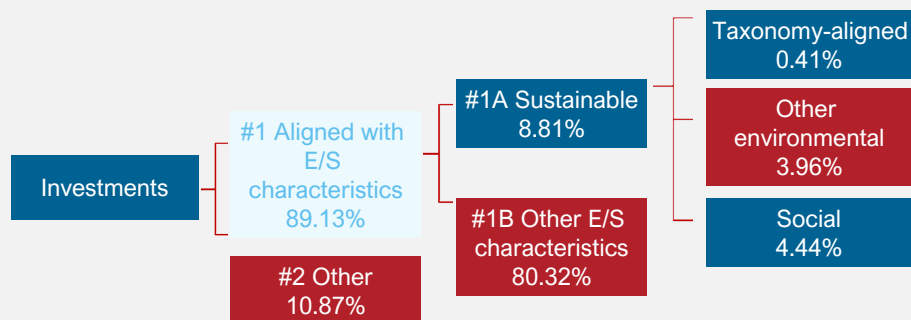 Investments
#1 Aligned with
E/S
characteristics
89.13%
#2 Other
10.87%
#1A Sustainable
8.81%
#1B Other E/S
characteristics
80.32%
Taxonomy-aligned
0.41%
Other
environmental
3.96%
Social
4.44%